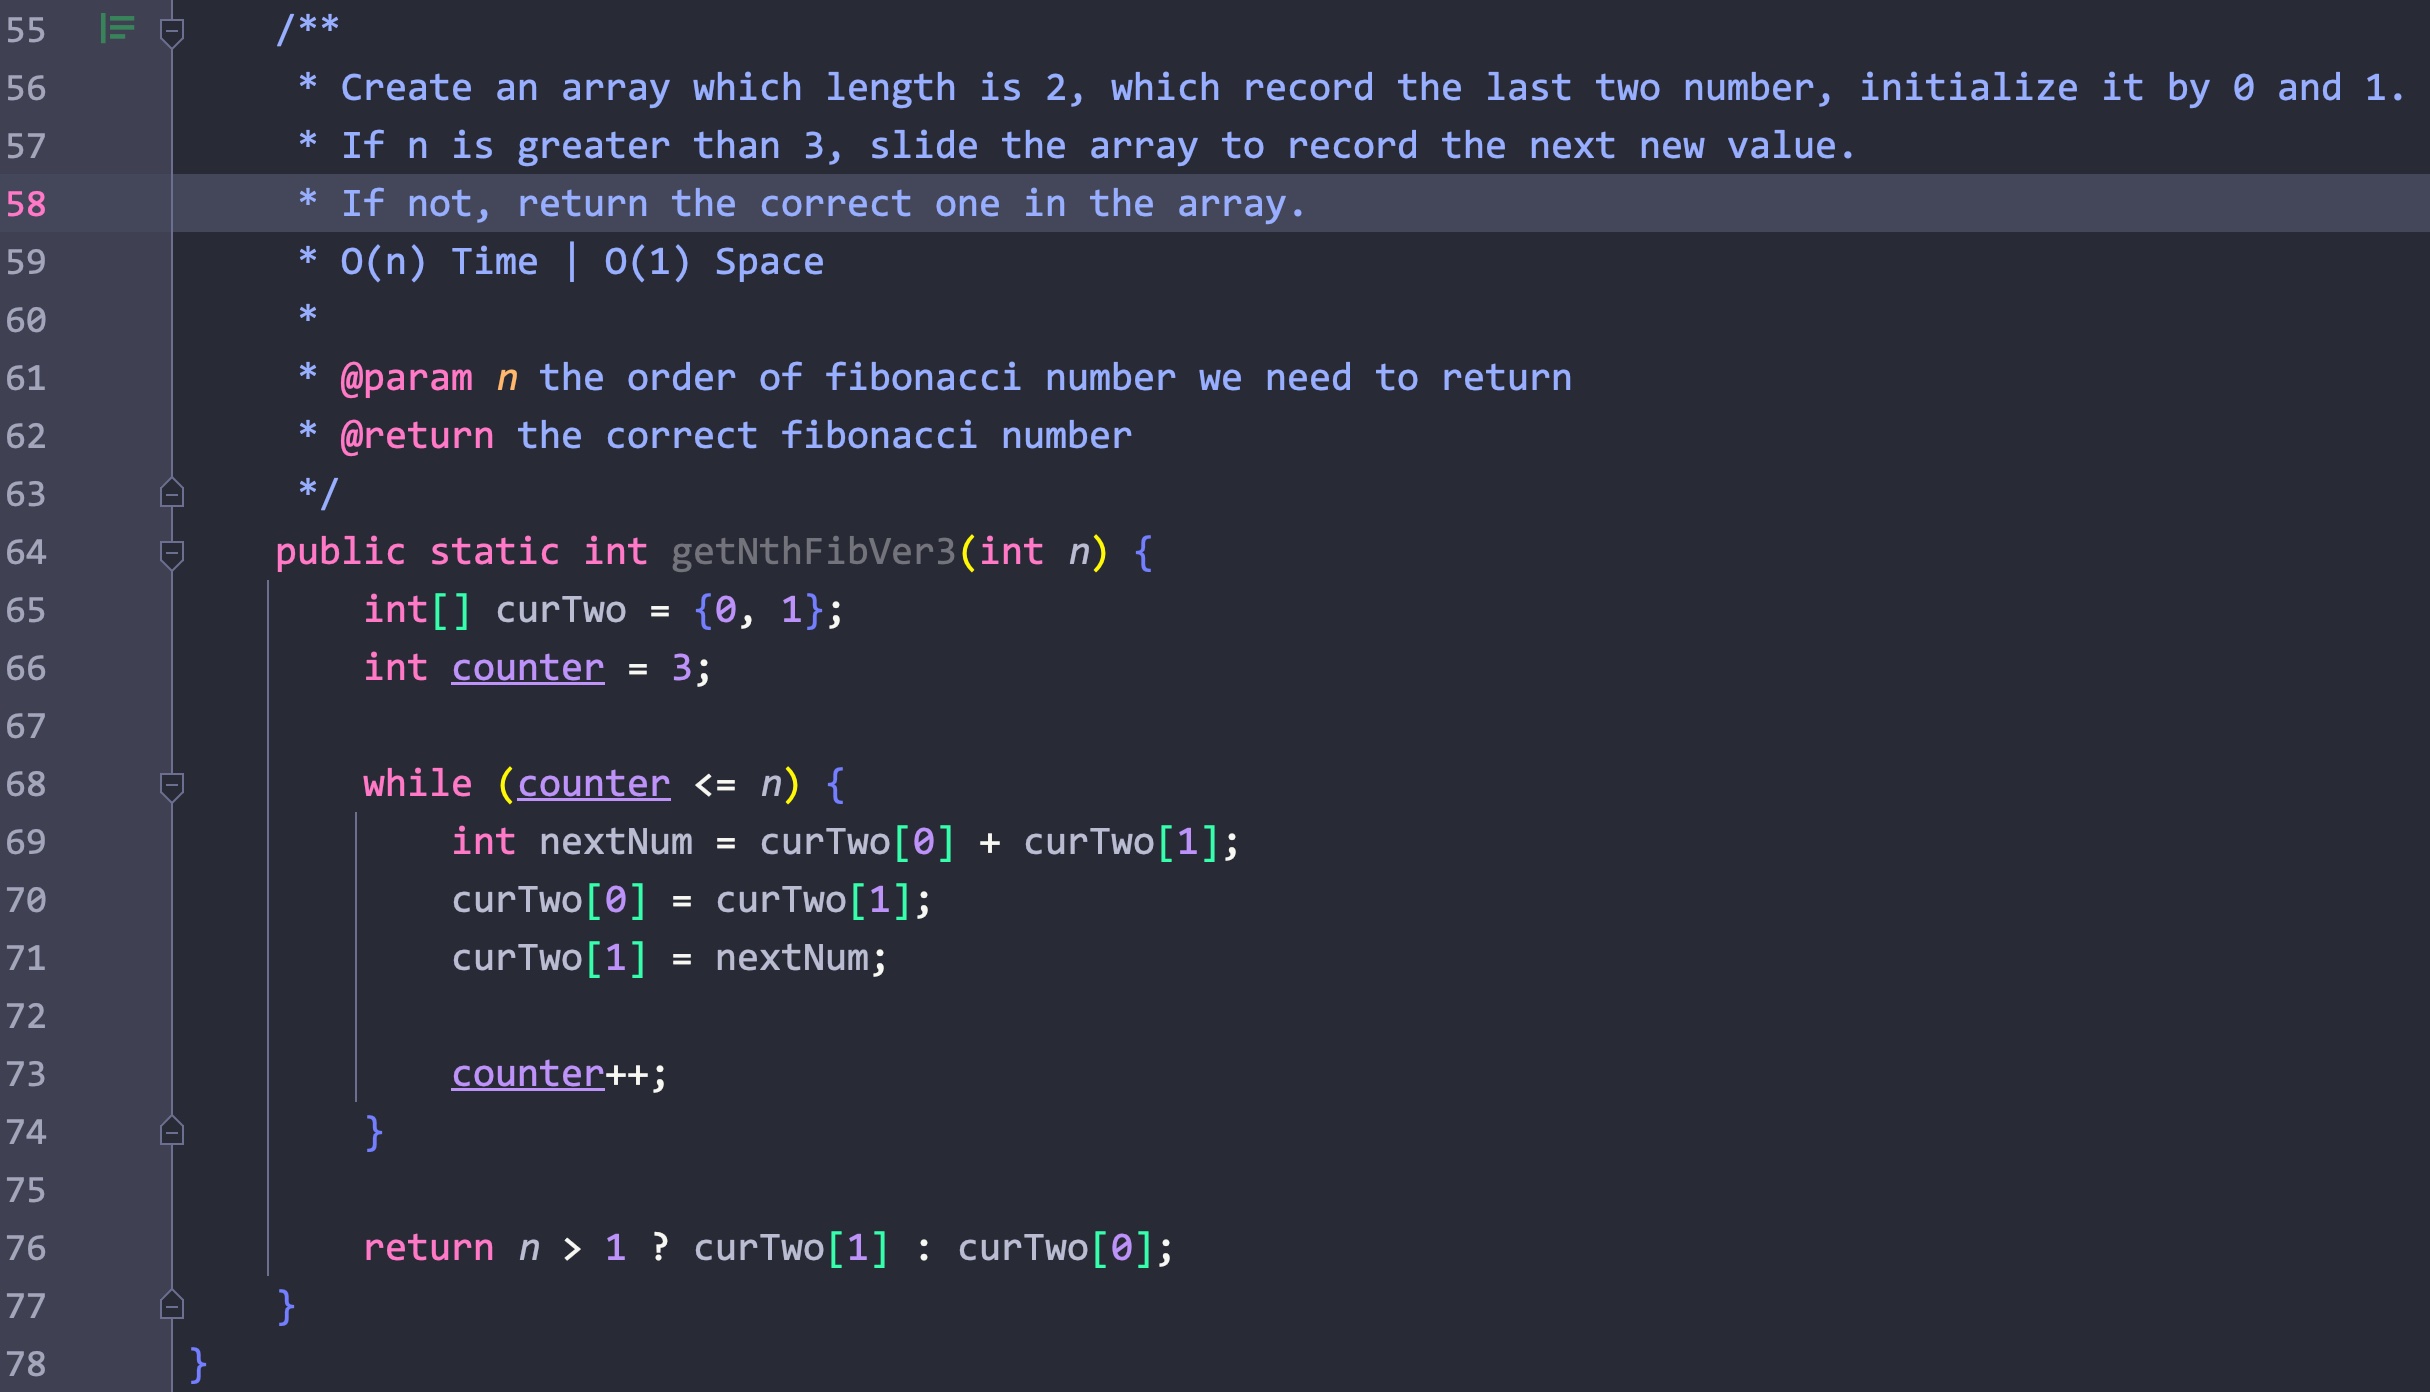 55 /**
56 * Create an array which length is 2, which record the last two number, initialize it by 0 and 1.
57 * If n is greater than 3, slide the array to record the next new value.
58 * If not, return the correct one in the array.
59 * O(n) Time | O(1) Space
60 *
61 * @param n the order of fibonacci number we need to return
62 * @return the correct fibonacci number
63 */
64 public static int getNthFibVer3(int n) {
65 int[] curTwo = {0, 1};
66 int counter = 3;
67
68 while (counter <= n) {
69 int nextNum = curTwo[0] + curTwo[1];
70 curTwo[0] = curTwo[1];
71 curTwo[1] = nextNum;
72
73 counter++;
74 }
75
76 return n > 1 ? curTwo[1] : curTwo[0];
77 }
78 }